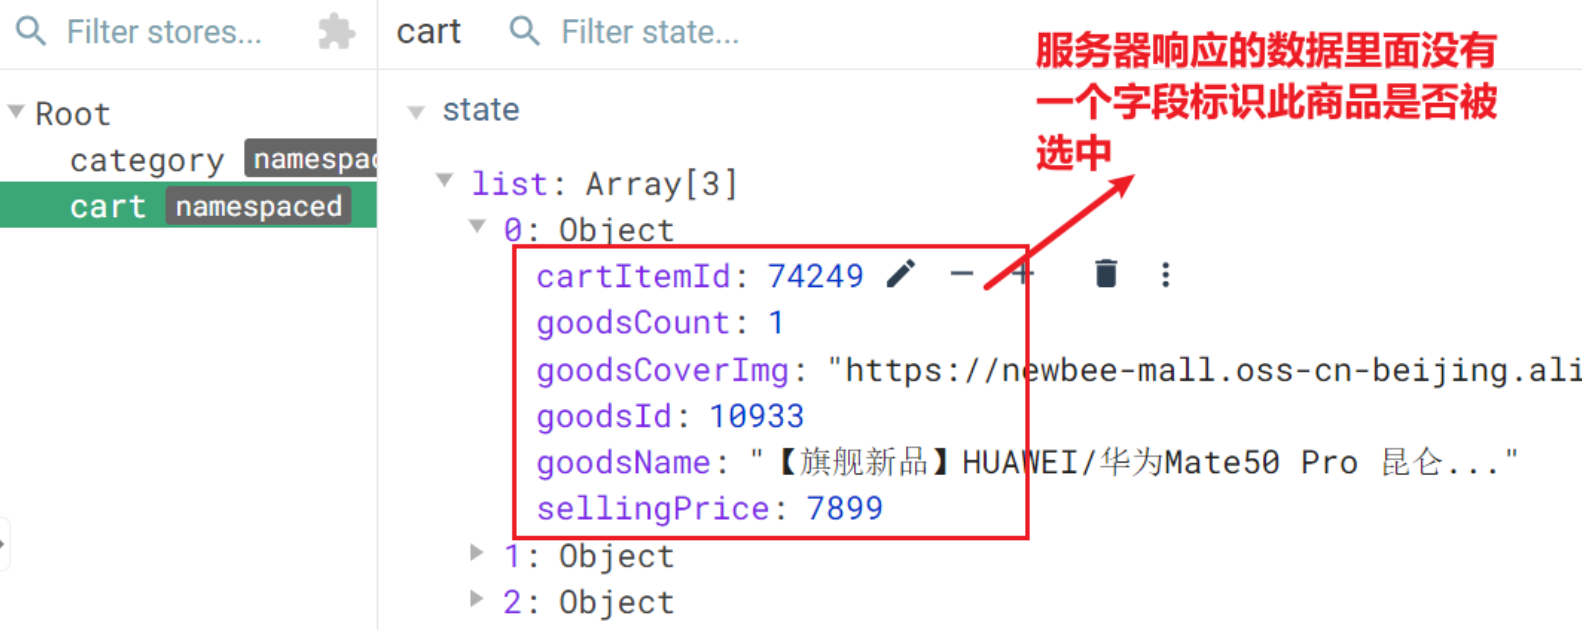 Filter stores...
cart
Filter state...
服务器响应的数据里面没有
一个字段标识此商品是否被
选中
Root
category namespac
cart namespaced
state
list: Array[3]
0: Object
cartItemId: 74249
goodsCount: 1
goodsCoverImg: "https://newbee-mall.oss-cn-beijing.ali
goodsId: 10933
goodsName: "【旗舰新品】HUAWEI/华为Mate50 Pro 昆仑..."
sellingPrice: 7899
1: Object
2: Object